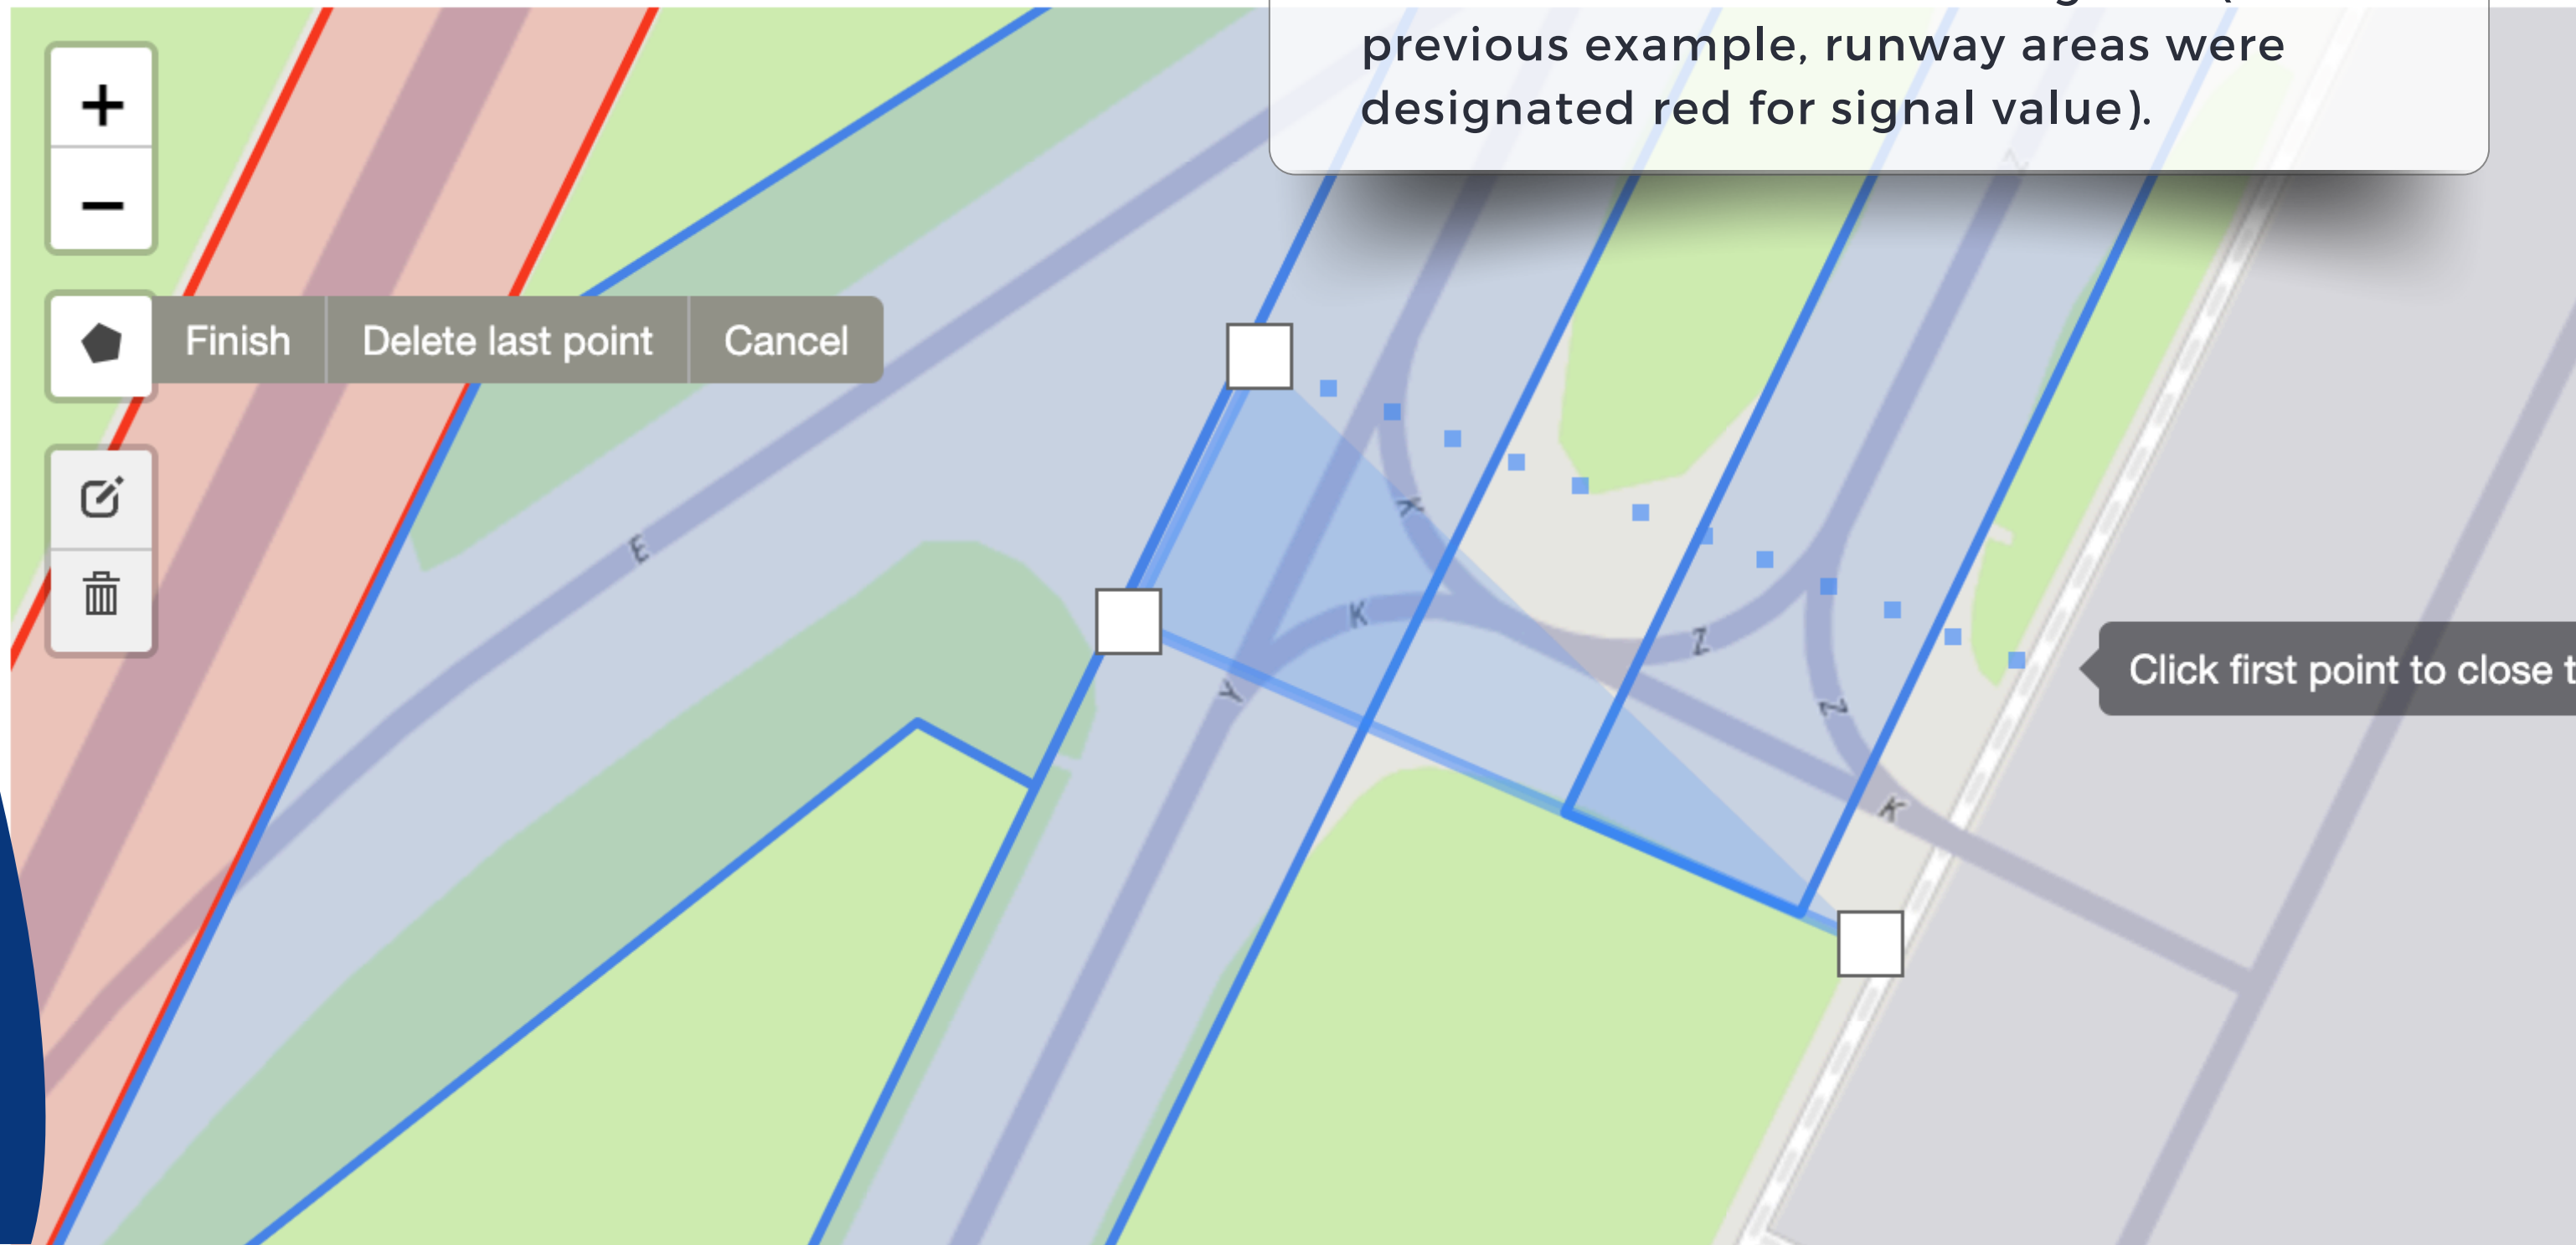 previous example, runway areas were
designated red for signal value).
+
−
Finish
Delete last point
Cancel
E
K
K
Z
Click first point to close t
Y
Z
K